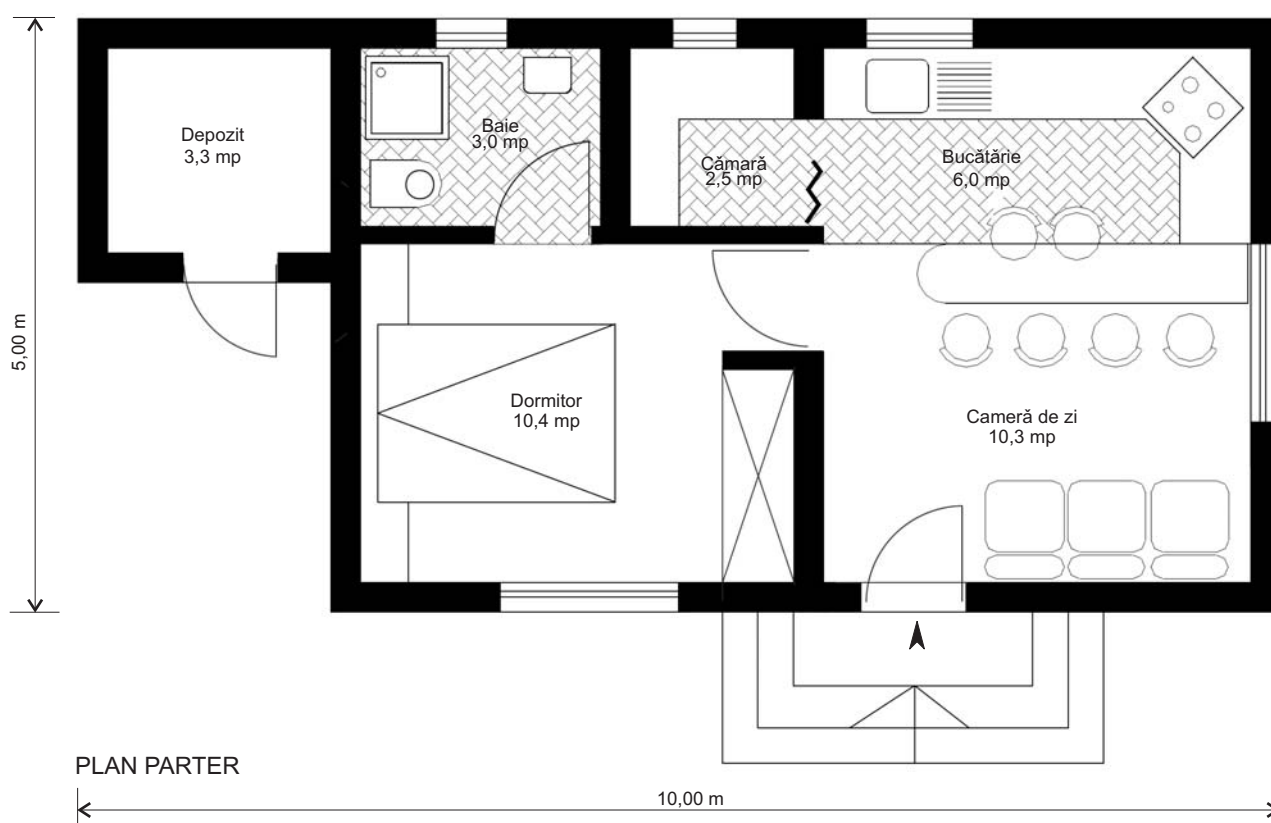 Depozit
3,3 mp
Baie
3,0 mp
Cămară
2,5 mp
Bucătărie
6,0 mp
5,00 m
Dormitor
10,4 mp
Cameră de zi
10,3 mp
PLAN PARTER
10,00 m